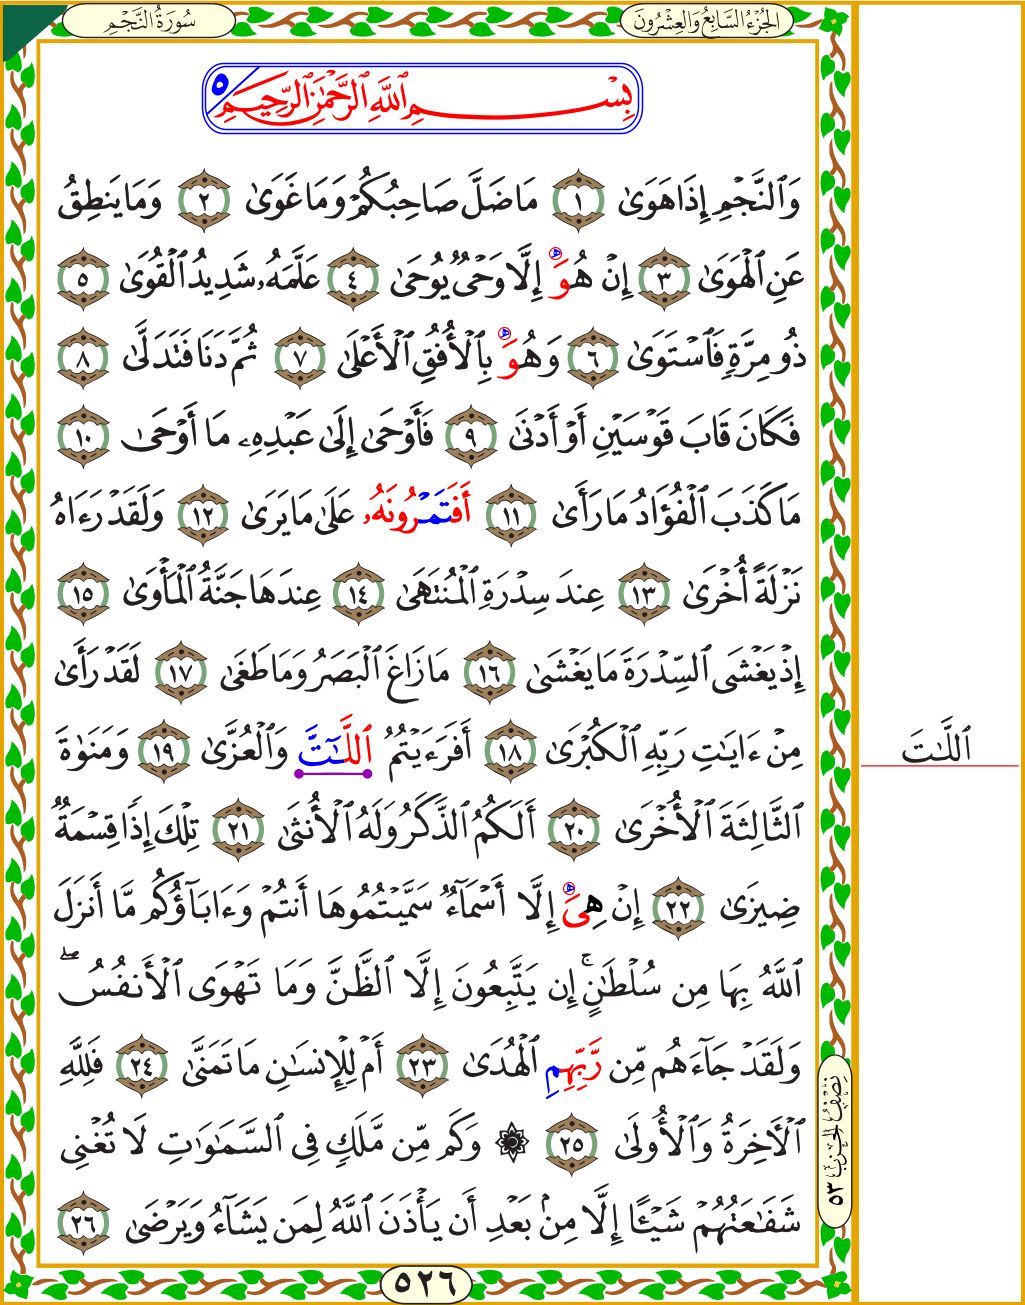 سُورَةُ النَّجْمِ
الجُزْءُ السَّابِعُ وَالعِشْرُونَ
بِسْمِ ٱللَّهِ ٱلرَّحْمَٰنِ ٱلرَّحِيمِ ٥
وَٱلنَّجْمِ إِذَا هَوَىٰ ١ مَا ضَلَّ صَاحِبُكُمْ وَمَا غَوَىٰ ٢ وَمَا يَنطِقُ
عَنِ ٱلْهَوَىٰ ٣ إِنْ هُوَ إِلَّا وَحْىٌ يُوحَىٰ ٤ عَلَّمَهُۥ شَدِيدُ ٱلْقُوَىٰ ٥
ذُو مِرَّةٍ فَٱسْتَوَىٰ ٦ وَهُوَ بِٱلْأُفُقِ ٱلْأَعْلَىٰ ٧ ثُمَّ دَنَا فَتَدَلَّىٰ ٨
فَكَانَ قَابَ قَوْسَيْنِ أَوْ أَدْنَىٰ ٩ فَأَوْحَىٰ إِلَىٰ عَبْدِهِۦ مَا أَوْحَىٰ ١٠
مَا كَذَبَ ٱلْفُؤَادُ مَا رَأَىٰ ١١ أَفَتَمْرُونَهُۥ عَلَىٰ مَا يَرَىٰ ١٢ وَلَقَدْ رَءَاهُ
نَزْلَةً أُخْرَىٰ ١٣ عِندَ سِدْرَةِ ٱلْمُنتَهَىٰ ١٤ عِندَهَا جَنَّةُ ٱلْمَأْوَىٰ ١٥
إِذْ يَغْشَى ٱلسِّدْرَةَ مَا يَغْشَىٰ ١٦ مَا زَاغَ ٱلْبَصَرُ وَمَا طَغَىٰ ١٧ لَقَدْ رَأَىٰ
مِنْ ءَايَٰتِ رَبِّهِ ٱلْكُبْرَىٰ ١٨ أَفَرَءَيْتُمُ ٱللَّٰٓتَّ وَٱلْعُزَّىٰ ١٩ وَمَنَوٰةَ
ٱللَّٰتَ
ٱلثَّالِثَةَ ٱلْأُخْرَىٰ ٢٠ أَلَكُمُ ٱلذَّكَرُ وَلَهُ ٱلْأُنثَىٰ ٢١ تِلْكَ إِذًا قِسْمَةٌ
ضِيزَىٰ ٢٢ إِنْ هِىَ إِلَّا أَسْمَآءٌ سَمَّيْتُمُوهَا أَنتُمْ وَءَابَآؤُكُم مَّا أَنزَلَ
ٱللَّهُ بِهَا مِن سُلْطَٰنٍ ۚ إِن يَتَّبِعُونَ إِلَّا ٱلظَّنَّ وَمَا تَهْوَى ٱلْأَنفُسُ ۖ
وَلَقَدْ جَآءَهُم مِّن رَّبِّهِمِ ٱلْهُدَىٰ ٢٣ أَمْ لِلْإِنسَٰنِ مَا تَمَنَّىٰ ٢٤ فَلِلَّهِ
ٱلْآخِرَةُ وَٱلْأُولَىٰ ٢٥ ۞ وَكَم مِّن مَّلَكٍ فِى ٱلسَّمَٰوَٰتِ لَا تُغْنِى
شَفَٰعَتُهُمْ شَيْـًٔا إِلَّا مِنۢ بَعْدِ أَن يَأْذَنَ ٱللَّهُ لِمَن يَشَآءُ وَيَرْضَىٰ ٢٦
نِصْفُ الحِزْبِ ٥٣
٥٢٦